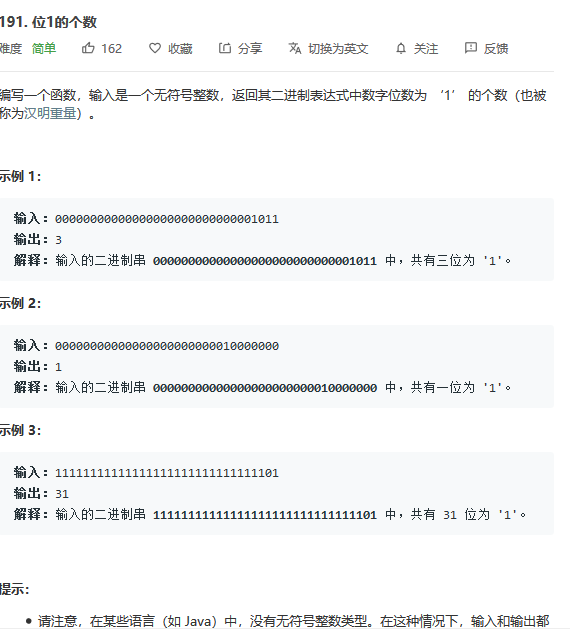 191. 位1的个数
难度 简单 162 收藏 分享 切换为英文 关注 反馈
编写一个函数，输入是一个无符号整数，返回其二进制表达式中数字位数为 ‘1’ 的个数（也被
称为汉明重量）。
示例 1：
输入：00000000000000000000000000001011
输出：3
解释：输入的二进制串 00000000000000000000000000001011 中，共有三位为 '1'。
示例 2：
输入：00000000000000000000000010000000
输出：1
解释：输入的二进制串 00000000000000000000000010000000 中，共有一位为 '1'。
示例 3：
输入：11111111111111111111111111111101
输出：31
解释：输入的二进制串 11111111111111111111111111111101 中，共有 31 位为 '1'。
提示：
请注意，在某些语言（如 Java）中，没有无符号整数类型。在这种情况下，输入和输出都